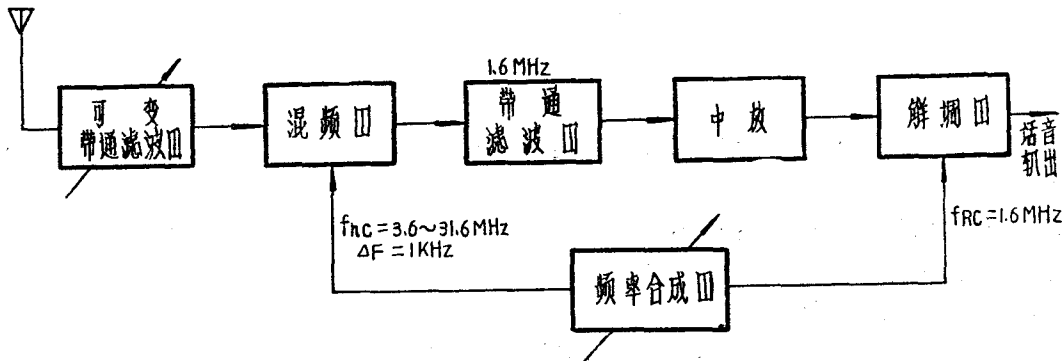 1.6 MHz
可变
带通滤波器
混频器
带通
滤波器
中放
解调器
话音
输出
fnc = 3.6~31.6 MHz
ΔF = 1 KHz
fRC = 1.6 MHz
频率合成器